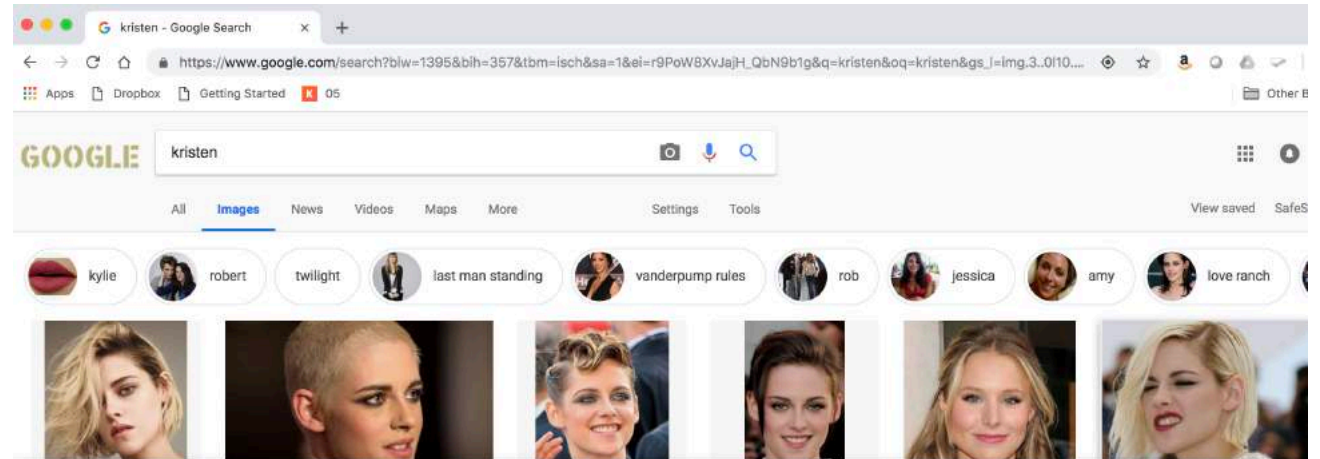 kristen - Google Search
https://www.google.com/search?biw=1395&bih=357&tbm=isch&sa=1&ei=r9PoW8XvJajH_QbN9b1g&q=kristen&oq=kristen&gs_l=img.3..0l10....
Apps Dropbox Getting Started K 05 Other B
GOOGLE kristen
All Images News Videos Maps More Settings Tools View saved SafeS
kylie robert twilight last man standing vanderpump rules rob jessica amy love ranch